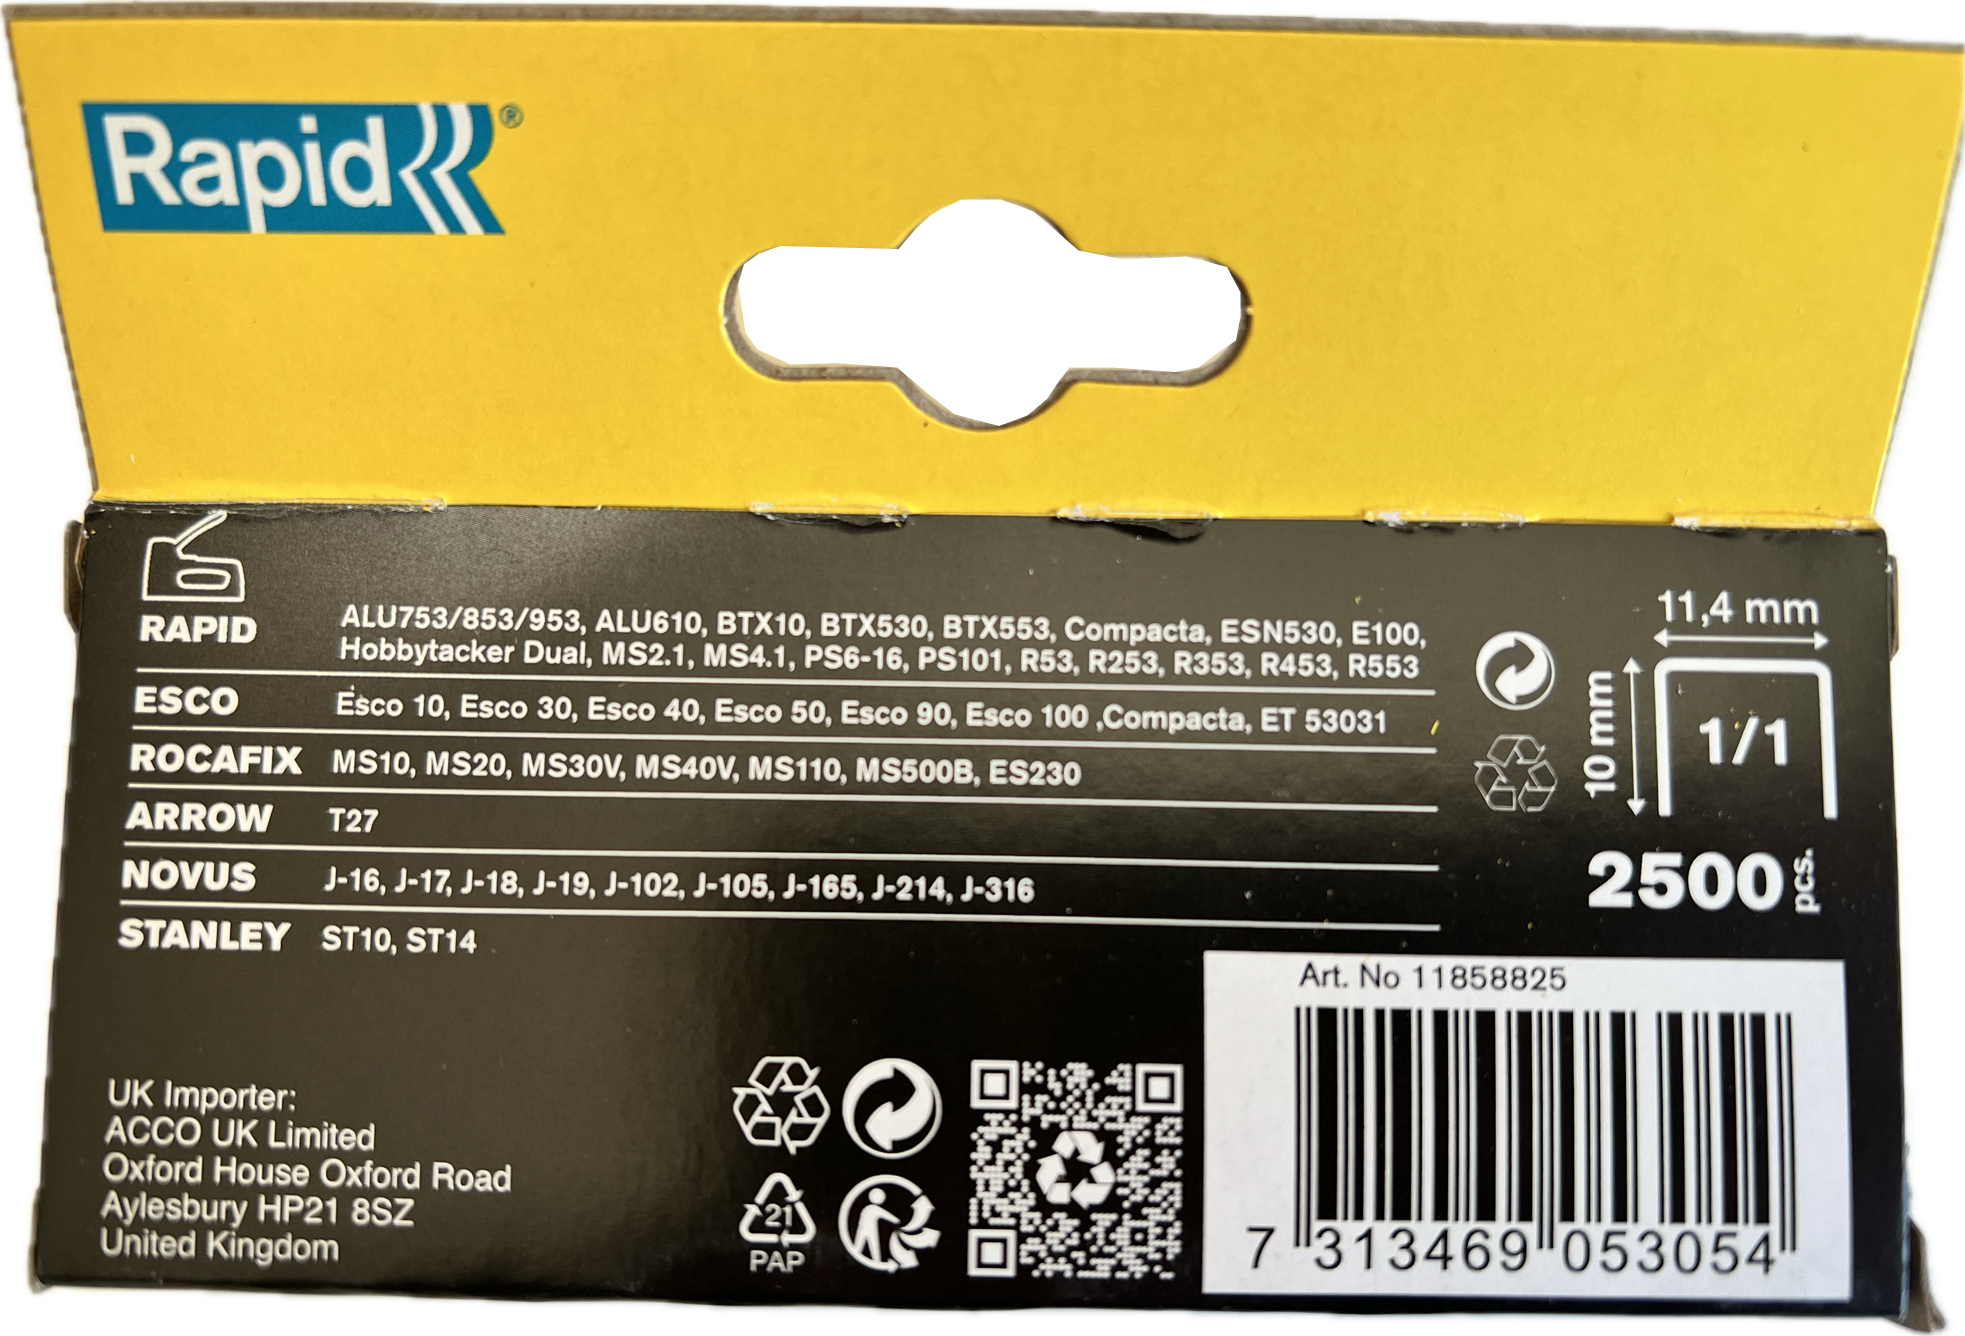 Rapid®
RAPID
ALU753/853/953, ALU610, BTX10, BTX530, BTX553, Compacta, ESN530, E100,
Hobbytacker Dual, MS2.1, MS4.1, PS6-16, PS101, R53, R253, R353, R453, R553
ESCO Esco 10, Esco 30, Esco 40, Esco 50, Esco 90, Esco 100 ,Compacta, ET 53031
ROCAFIX MS10, MS20, MS30V, MS40V, MS110, MS500B, ES230
ARROW T27
NOVUS J-16, J-17, J-18, J-19, J-102, J-105, J-165, J-214, J-316
STANLEY ST10, ST14
11,4 mm
10 mm
1/1
2500 pcs.
UK Importer:
ACCO UK Limited
Oxford House Oxford Road
Aylesbury HP21 8SZ
United Kingdom
21
PAP
Art. No 11858825
7 313469 053054